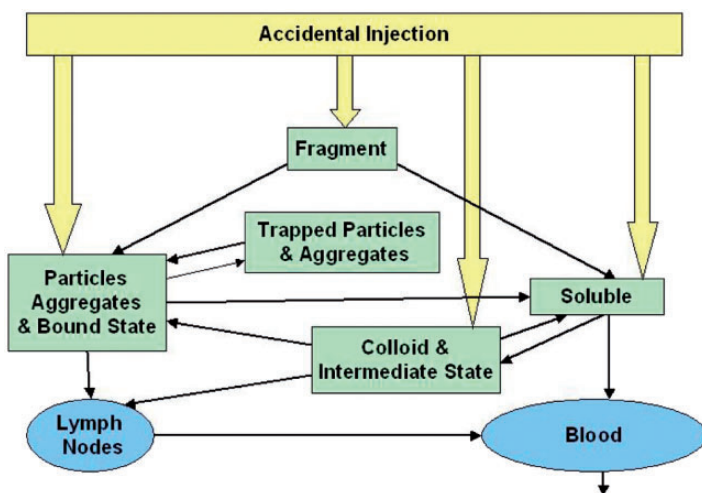 Accidental Injection
Fragment
Trapped Particles
& Aggregates
Particles
Aggregates
& Bound State
Soluble
Colloid &
Intermediate State
Lymph
Nodes
Blood